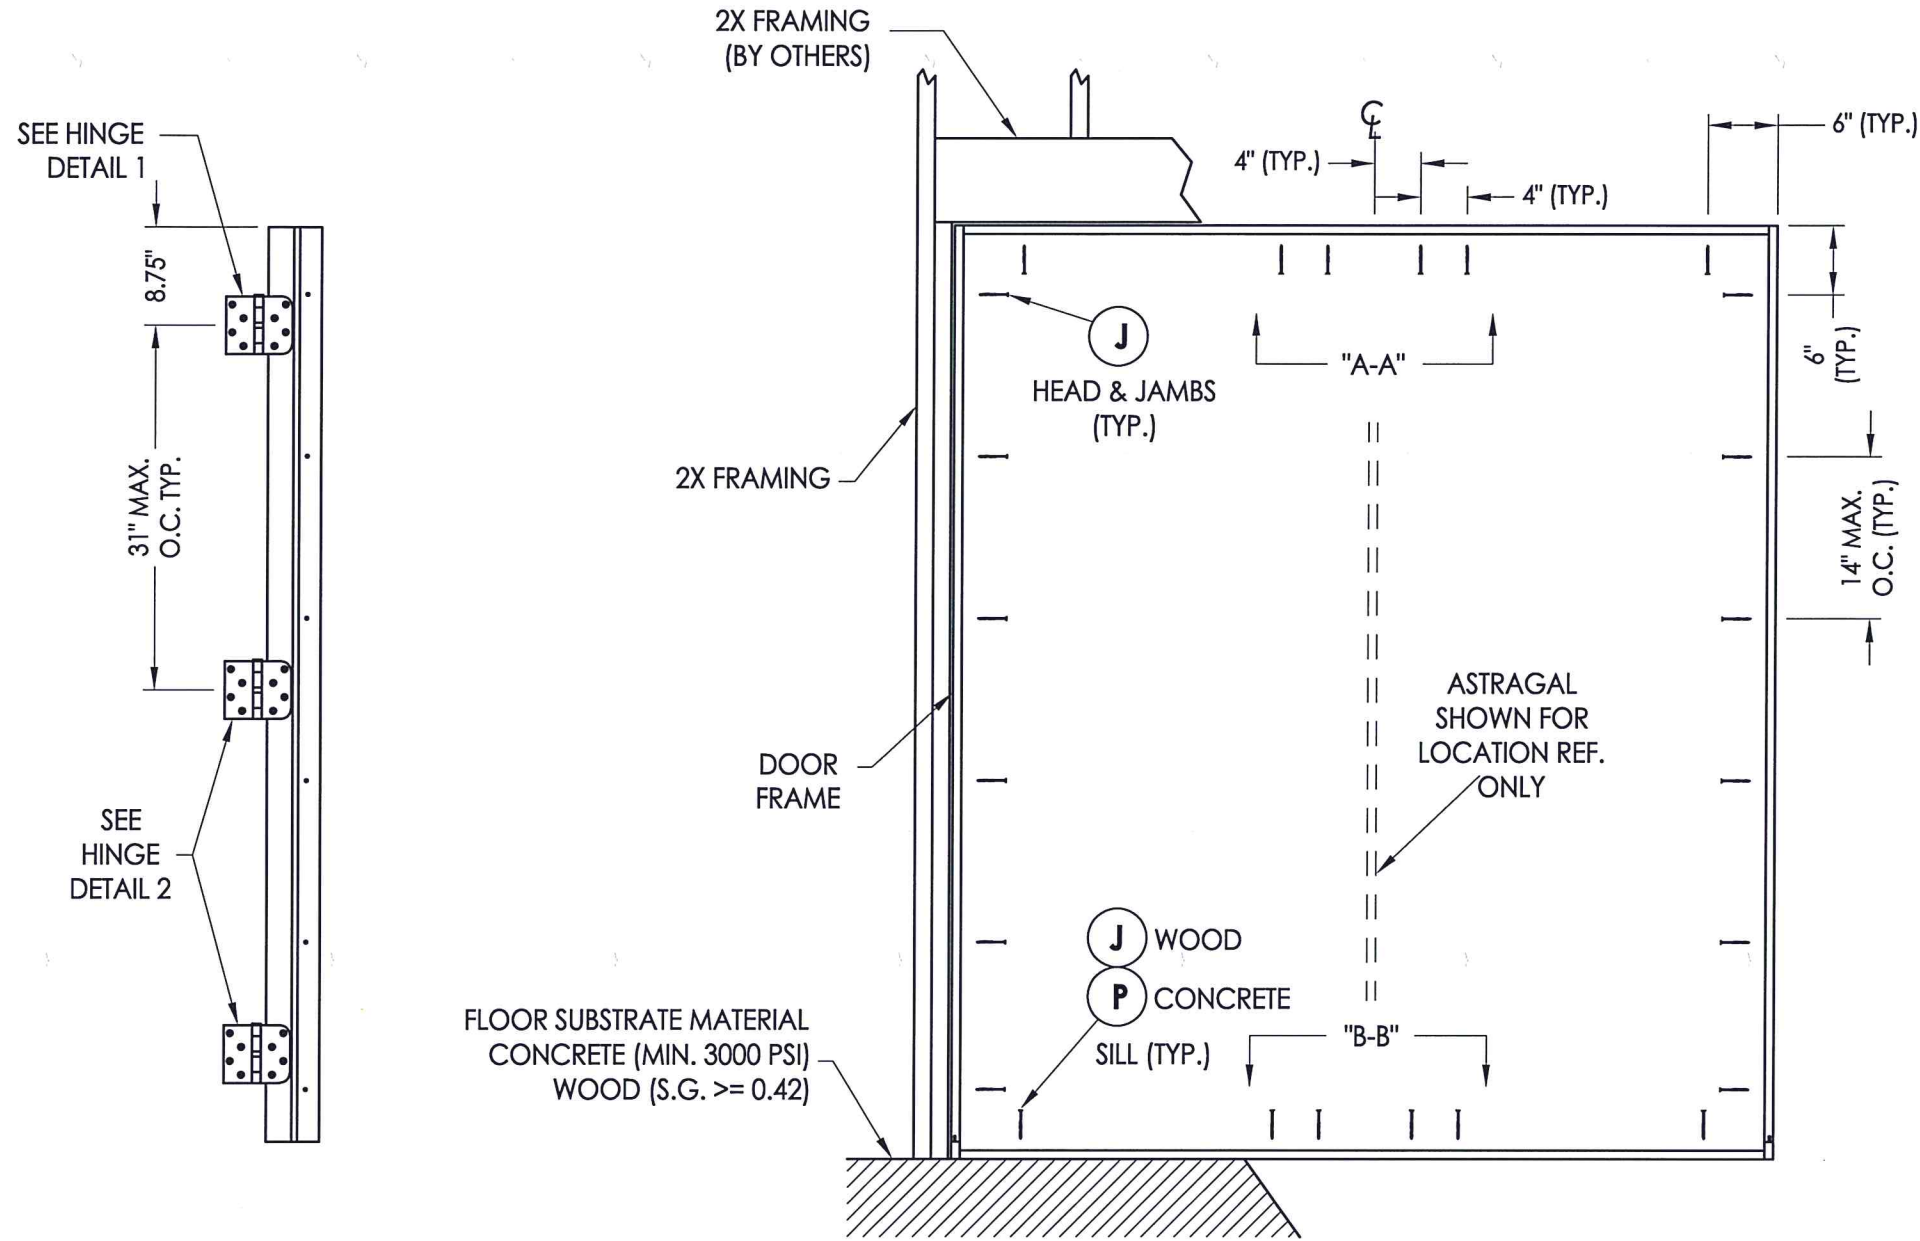 2X FRAMING
(BY OTHERS)
SEE HINGE
DETAIL 1
8.75"
31" MAX.
O.C. TYP.
SEE
HINGE
DETAIL 2
CL
4" (TYP.)
4" (TYP.)
6" (TYP.)
6"
(TYP.)
14" MAX.
O.C. (TYP.)
J
HEAD & JAMBS
(TYP.)
"A-A"
2X FRAMING
DOOR
FRAME
ASTRAGAL
SHOWN FOR
LOCATION REF.
ONLY
J WOOD
P CONCRETE
SILL (TYP.)
"B-B"
FLOOR SUBSTRATE MATERIAL
CONCRETE (MIN. 3000 PSI)
WOOD (S.G. >= 0.42)